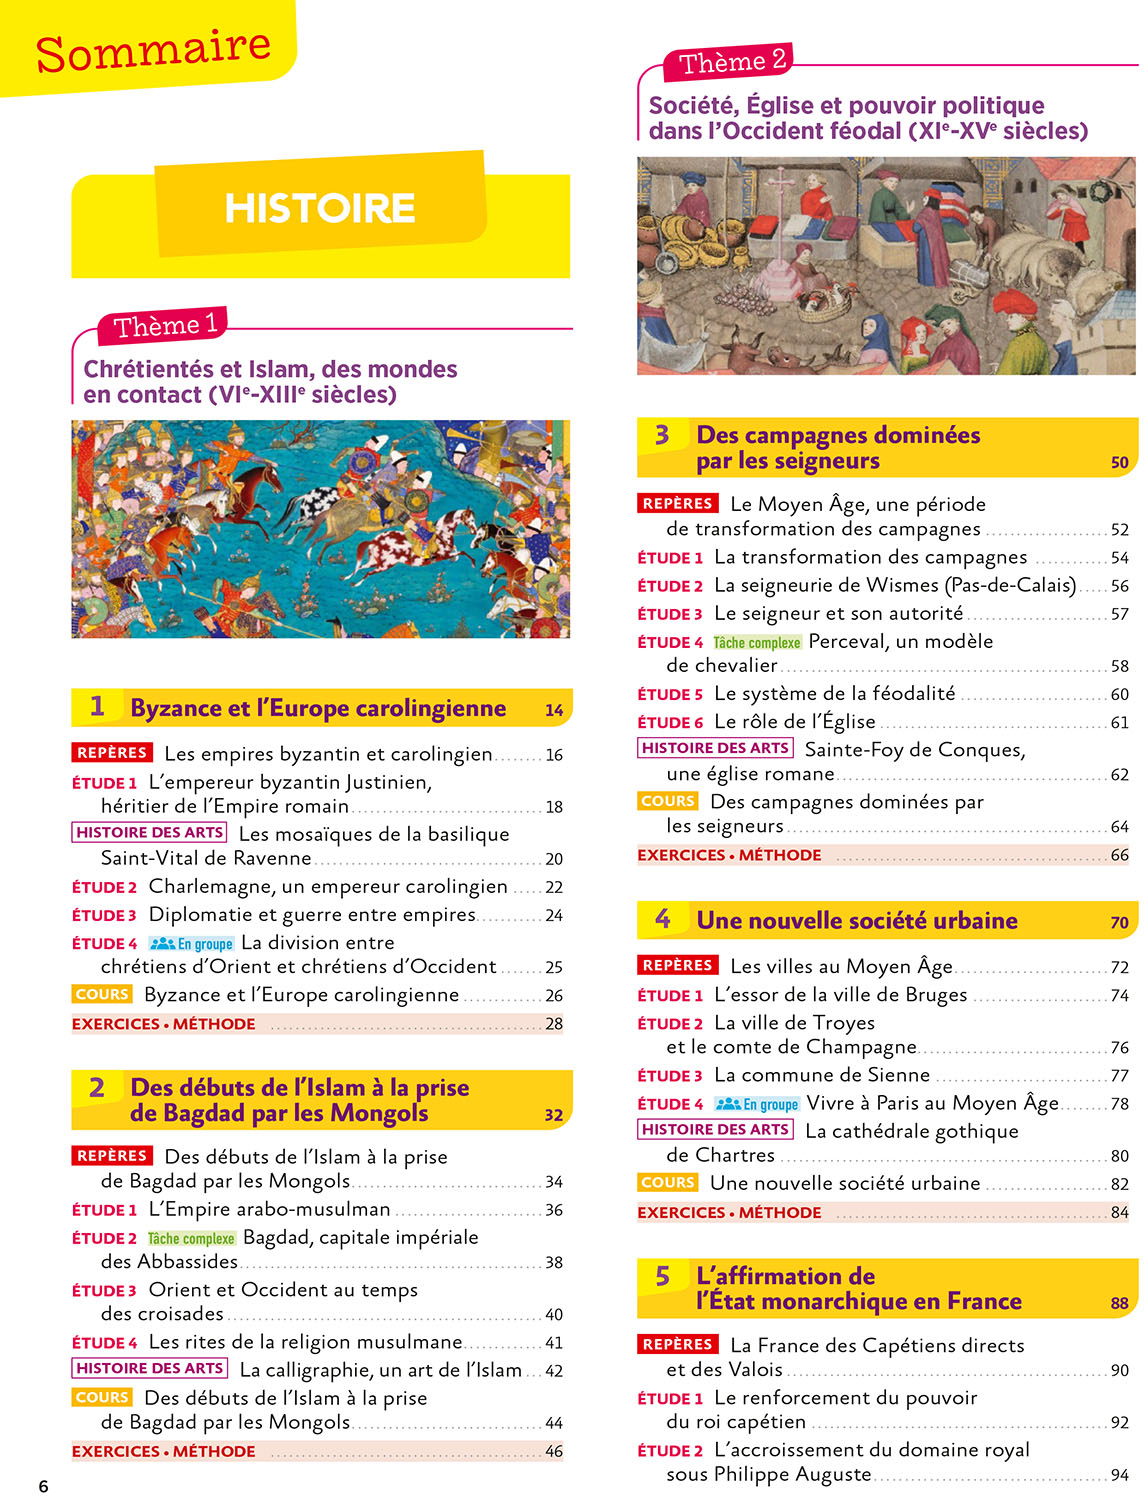 Sommaire
HISTOIRE
Thème 1
Chrétientés et Islam, des mondes
en contact (VIe-XIIIe siècles)
1 Byzance et l'Europe carolingienne 14
REPÈRES Les empires byzantin et carolingien........ 16
ÉTUDE 1 L'empereur byzantin Justinien,
héritier de l'Empire romain........ 18
HISTOIRE DES ARTS Les mosaïques de la basilique
Saint-Vital de Ravenne........ 20
ÉTUDE 2 Charlemagne, un empereur carolingien ..... 22
ÉTUDE 3 Diplomatie et guerre entre empires........ 24
ÉTUDE 4 En groupe La division entre
chrétiens d'Orient et chrétiens d'Occident ....... 25
COURS Byzance et l'Europe carolingienne ........ 26
EXERCICES • MÉTHODE ........ 28
2 Des débuts de l'Islam à la prise
de Bagdad par les Mongols 32
REPÈRES Des débuts de l'Islam à la prise
de Bagdad par les Mongols........ 34
ÉTUDE 1 L'Empire arabo-musulman ........ 36
ÉTUDE 2 Tâche complexe Bagdad, capitale impériale
des Abbassides........ 38
ÉTUDE 3 Orient et Occident au temps
des croisades ........ 40
ÉTUDE 4 Les rites de la religion musulmane........ 41
HISTOIRE DES ARTS La calligraphie, un art de l'Islam ... 42
COURS Des débuts de l'Islam à la prise
de Bagdad par les Mongols........ 44
EXERCICES • MÉTHODE ........ 46
6
Thème 2
Société, Église et pouvoir politique
dans l'Occident féodal (XIe-XVe siècles)
3 Des campagnes dominées
par les seigneurs 50
REPÈRES Le Moyen Âge, une période
de transformation des campagnes ........ 52
ÉTUDE 1 La transformation des campagnes ........ 54
ÉTUDE 2 La seigneurie de Wismes (Pas-de-Calais)..... 56
ÉTUDE 3 Le seigneur et son autorité ........ 57
ÉTUDE 4 Tâche complexe Perceval, un modèle
de chevalier........ 58
ÉTUDE 5 Le système de la féodalité ........ 60
ÉTUDE 6 Le rôle de l'Église ........ 61
HISTOIRE DES ARTS Sainte-Foy de Conques,
une église romane........ 62
COURS Des campagnes dominées par
les seigneurs ........ 64
EXERCICES • MÉTHODE ........ 66
4 Une nouvelle société urbaine 70
REPÈRES Les villes au Moyen Âge........ 72
ÉTUDE 1 L'essor de la ville de Bruges ........ 74
ÉTUDE 2 La ville de Troyes
et le comte de Champagne........ 76
ÉTUDE 3 La commune de Sienne ........ 77
ÉTUDE 4 En groupe Vivre à Paris au Moyen Âge....... 78
HISTOIRE DES ARTS La cathédrale gothique
de Chartres ........ 80
COURS Une nouvelle société urbaine ........ 82
EXERCICES • MÉTHODE ........ 84
5 L'affirmation de
l'État monarchique en France 88
REPÈRES La France des Capétiens directs
et des Valois ........ 90
ÉTUDE 1 Le renforcement du pouvoir
du roi capétien ........ 92
ÉTUDE 2 L'accroissement du domaine royal
sous Philippe Auguste........ 94